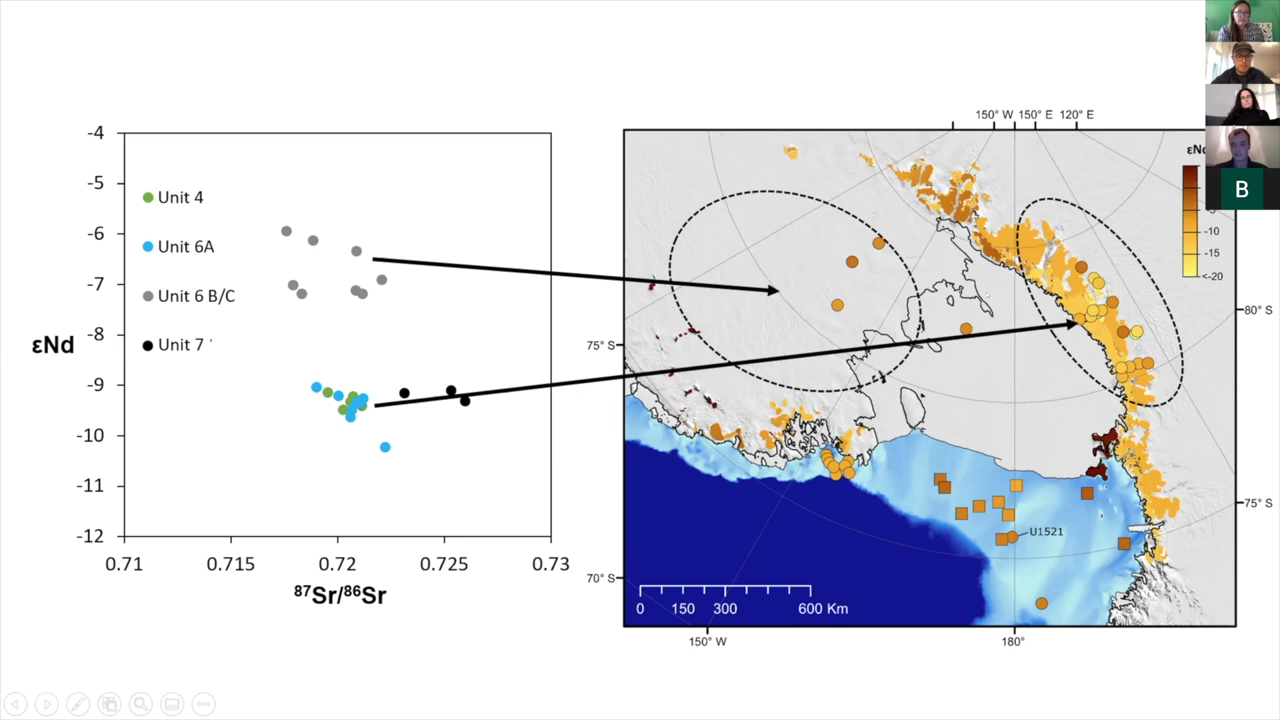 -4
-5
-6
-7
-8
-9
-10
-11
-12
εNd
Unit 4
Unit 6A
Unit 6 B/C
Unit 7 '
0.71
0.715
0.72
0.725
0.73
87Sr/86Sr
150° W 150° E 120° E
75° S
70° S
80° S
75° S
150° W
180°
εN
-10
-15
<-20
U1521
0 150 300 600 Km
B